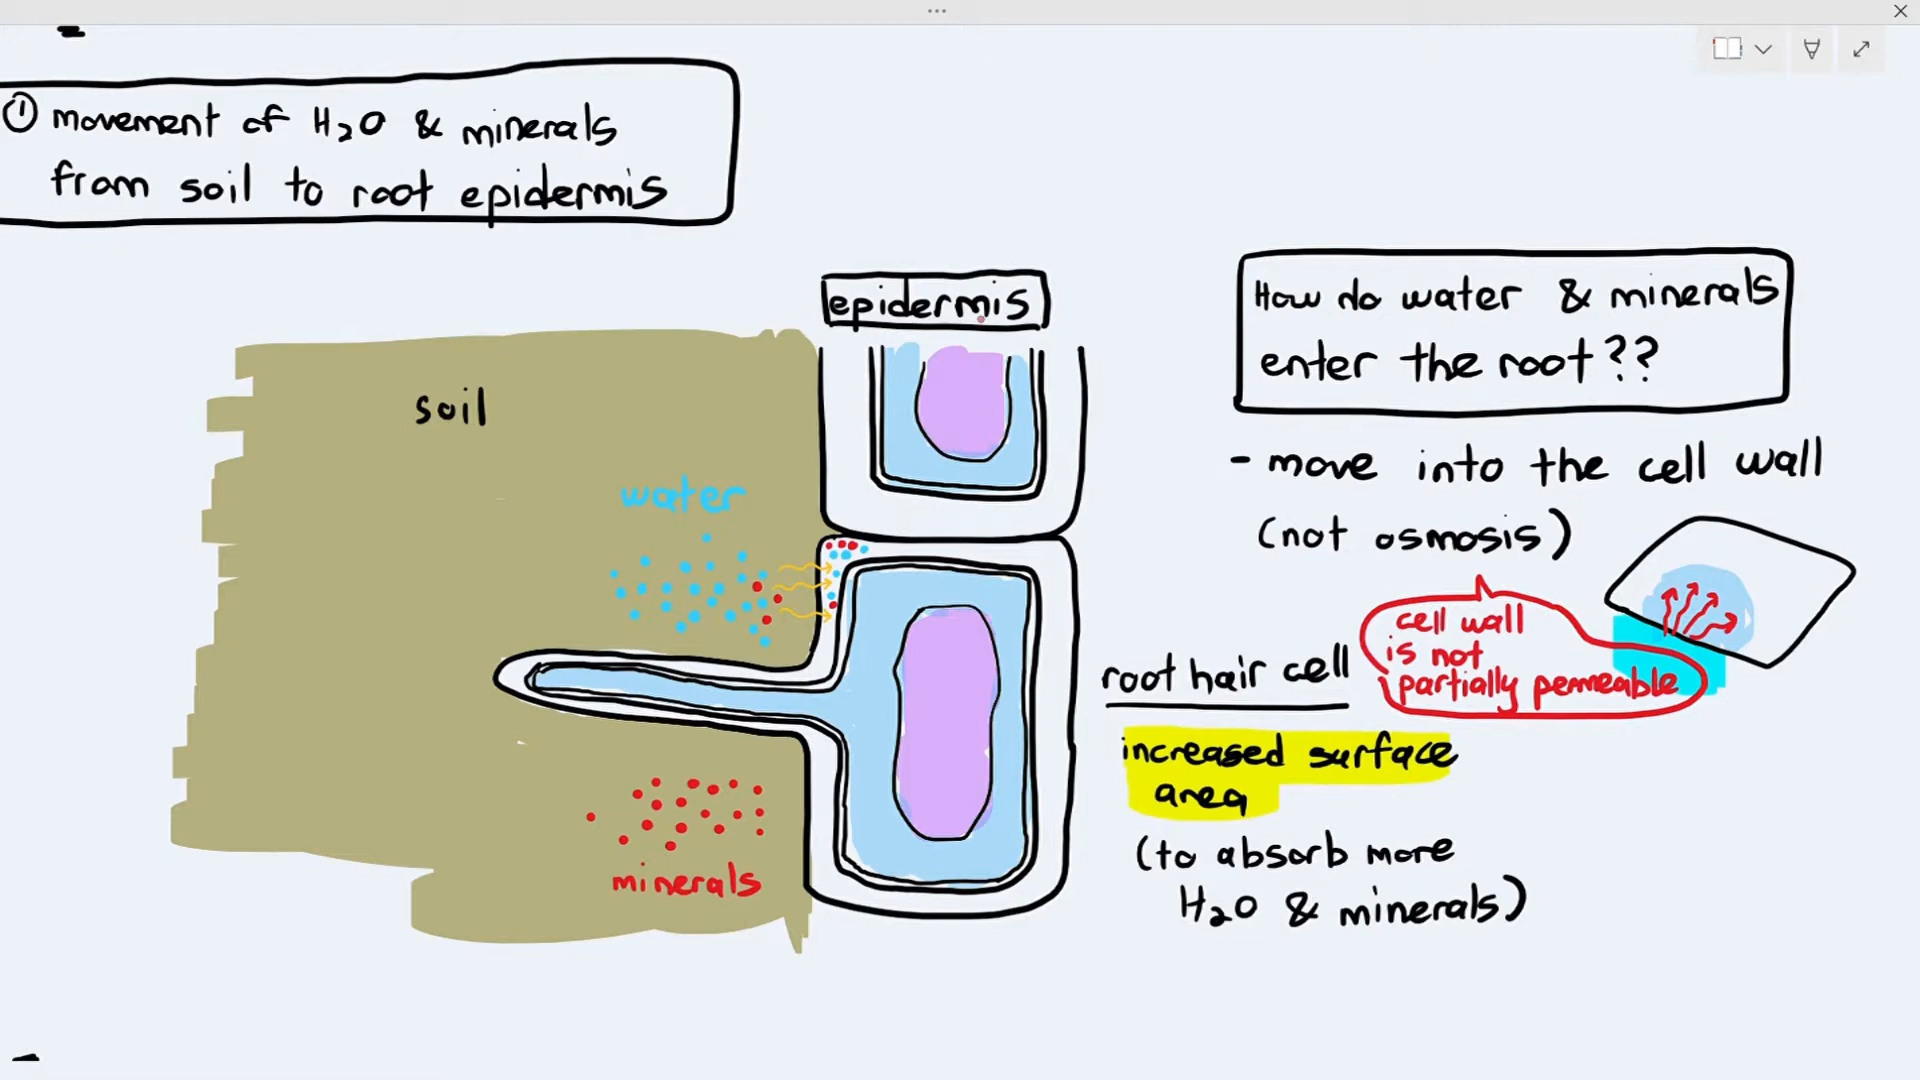 ① movement of H₂O & minerals
from soil to root epidermis
epidermis
soil
water
minerals
How do water & minerals
enter the root??
- move into the cell wall
(not osmosis)
cell wall
is not
partially permeable
root hair cell
increased surface
area
(to absorb more
H₂O & minerals)